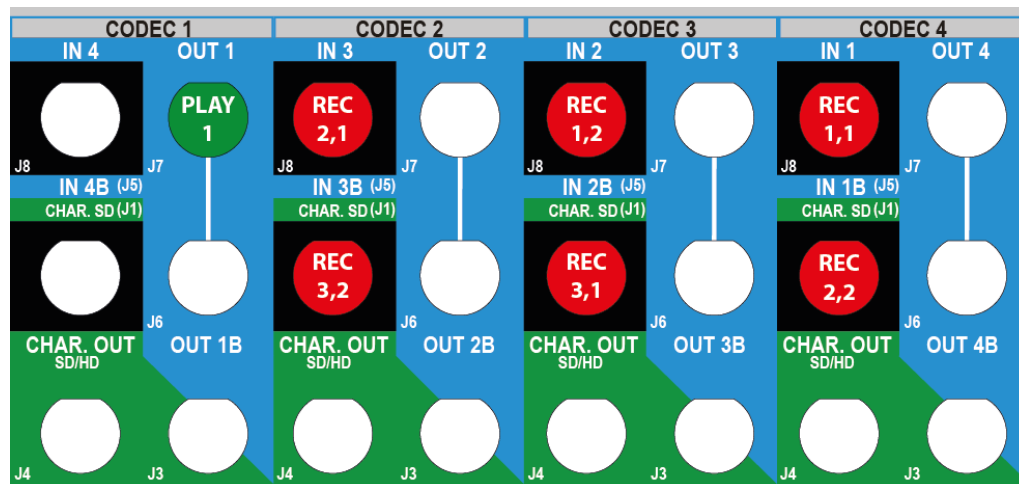 CODEC 1 CODEC 2 CODEC 3 CODEC 4
IN 4 OUT 1 IN 3 OUT 2 IN 2 OUT 3 IN 1 OUT 4
PLAY REC REC REC
1 2,1 1,2 1,1
J8 J7 J8 J7 J8 J7 J8 J7
IN 4B (J5) IN 3B (J5) IN 2B (J5) IN 1B (J5)
CHAR. SD (J1) CHAR. SD (J1) CHAR. SD (J1) CHAR. SD (J1)
REC REC REC
3,2 3,1 2,2
J6 J6 J6 J6
CHAR. OUT OUT 1B CHAR. OUT OUT 2B CHAR. OUT OUT 3B CHAR. OUT OUT 4B
SD/HD SD/HD SD/HD SD/HD
J4 J3 J4 J3 J4 J3 J4 J3